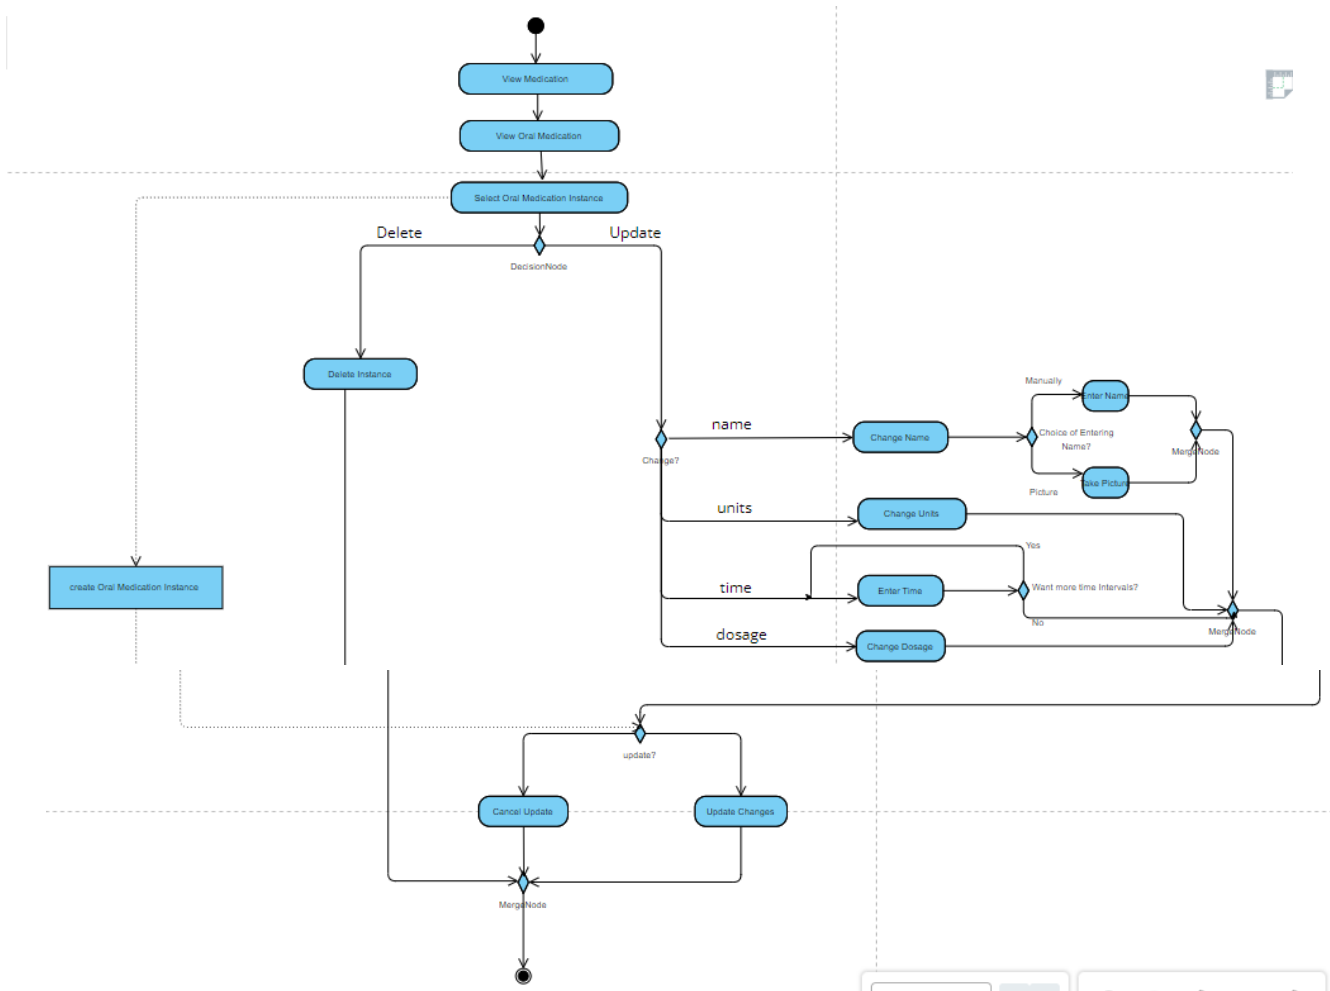 View Medication
View Oral Medication
Select Oral Medication Instance
Delete
Update
DecisionNode
Delete Instance
Manually
Enter Name
name
Change Name
Choice of Entering
Name?
MergeNode
Change?
Take Picture
Picture
units
Change Units
Yes
create Oral Medication Instance
time
Enter Time
Want more time Intervals?
No
dosage
Change Dosage
MergeNode
update?
Cancel Update
Update Changes
MergeNode